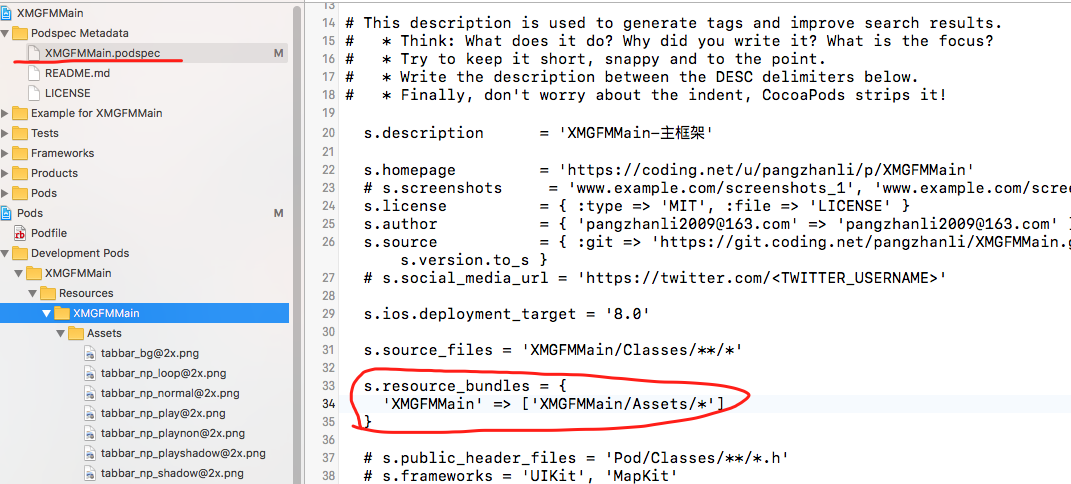 XMGFMMain
Podspec Metadata
XMGFMMain.podspec M
README.md
LICENSE
Example for XMGFMMain
Tests
Frameworks
Products
Pods
Pods M
Podfile
Development Pods
XMGFMMain
Resources
XMGFMMain
Assets
tabbar_bg@2x.png
tabbar_np_loop@2x.png
tabbar_np_normal@2x.png
tabbar_np_play@2x.png
tabbar_np_playnon@2x.png
tabbar_np_playshadow@2x.png
tabbar_np_shadow@2x.png
13
14 # This description is used to generate tags and improve search results.
15 #   * Think: What does it do? Why did you write it? What is the focus?
16 #   * Try to keep it short, snappy and to the point.
17 #   * Write the description between the DESC delimiters below.
18 #   * Finally, don't worry about the indent, CocoaPods strips it!
19
20   s.description      = 'XMGFMMain-主框架'
21
22   s.homepage         = 'https://coding.net/u/pangzhanli/p/XMGFMMain'
23   # s.screenshots     = 'www.example.com/screenshots_1', 'www.example.com/scree
24   s.license          = { :type => 'MIT', :file => 'LICENSE' }
25   s.author           = { 'pangzhanli2009@163.com' => 'pangzhanli2009@163.com' }
26   s.source           = { :git => 'https://git.coding.net/pangzhanli/XMGFMMain.g
s.version.to_s }
27   # s.social_media_url = 'https://twitter.com/<TWITTER_USERNAME>'
28
29   s.ios.deployment_target = '8.0'
30
31   s.source_files = 'XMGFMMain/Classes/**/*'
32
33   s.resource_bundles = {
34     'XMGFMMain' => ['XMGFMMain/Assets/*']
35   }
36
37   # s.public_header_files = 'Pod/Classes/**/*.h'
38   # s.frameworks = 'UIKit', 'MapKit'